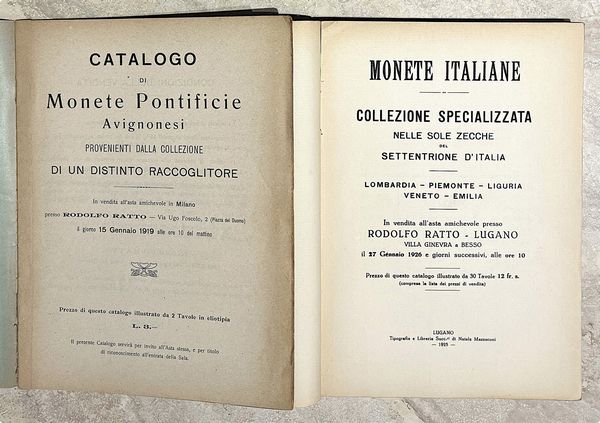 CATALOGO
DI
Monete Pontificie
Avignonesi
PROVENIENTI DALLA COLLEZIONE
DI UN DISTINTO RACCOGLITORE
In vendita all'asta amichevole in Milano
presso RODOLFO RATTO — Via Ugo Foscolo, 2 (Piazza del Duomo)
il giorno 15 Gennaio 1919 alle ore 10 del mattino
Prezzo di questo catalogo illustrato da 2 Tavole in eliotipia
L. 3.—
Il presente Catalogo servirà per invito all'Asta stessa, e per titolo
di riconoscimento all'entrata della Sala.
MONETE ITALIANE
COLLEZIONE SPECIALIZZATA
NELLE SOLE ZECCHE
DEL
SETTENTRIONE D'ITALIA
LOMBARDIA - PIEMONTE - LIGURIA
VENETO - EMILIA
In vendita all'asta amichevole presso
RODOLFO RATTO - LUGANO
VILLA GINEVRA a BESSO
il 27 Gennaio 1926 e giorni successivi, alle ore 10
Prezzo di questo catalogo illustrato da 30 Tavole 12 fr. s.
(compresa la lista dei prezzi di vendita)
LUGANO
Tipografia e Libreria Succ.ri di Natale Mazzuconi
— 1925 —